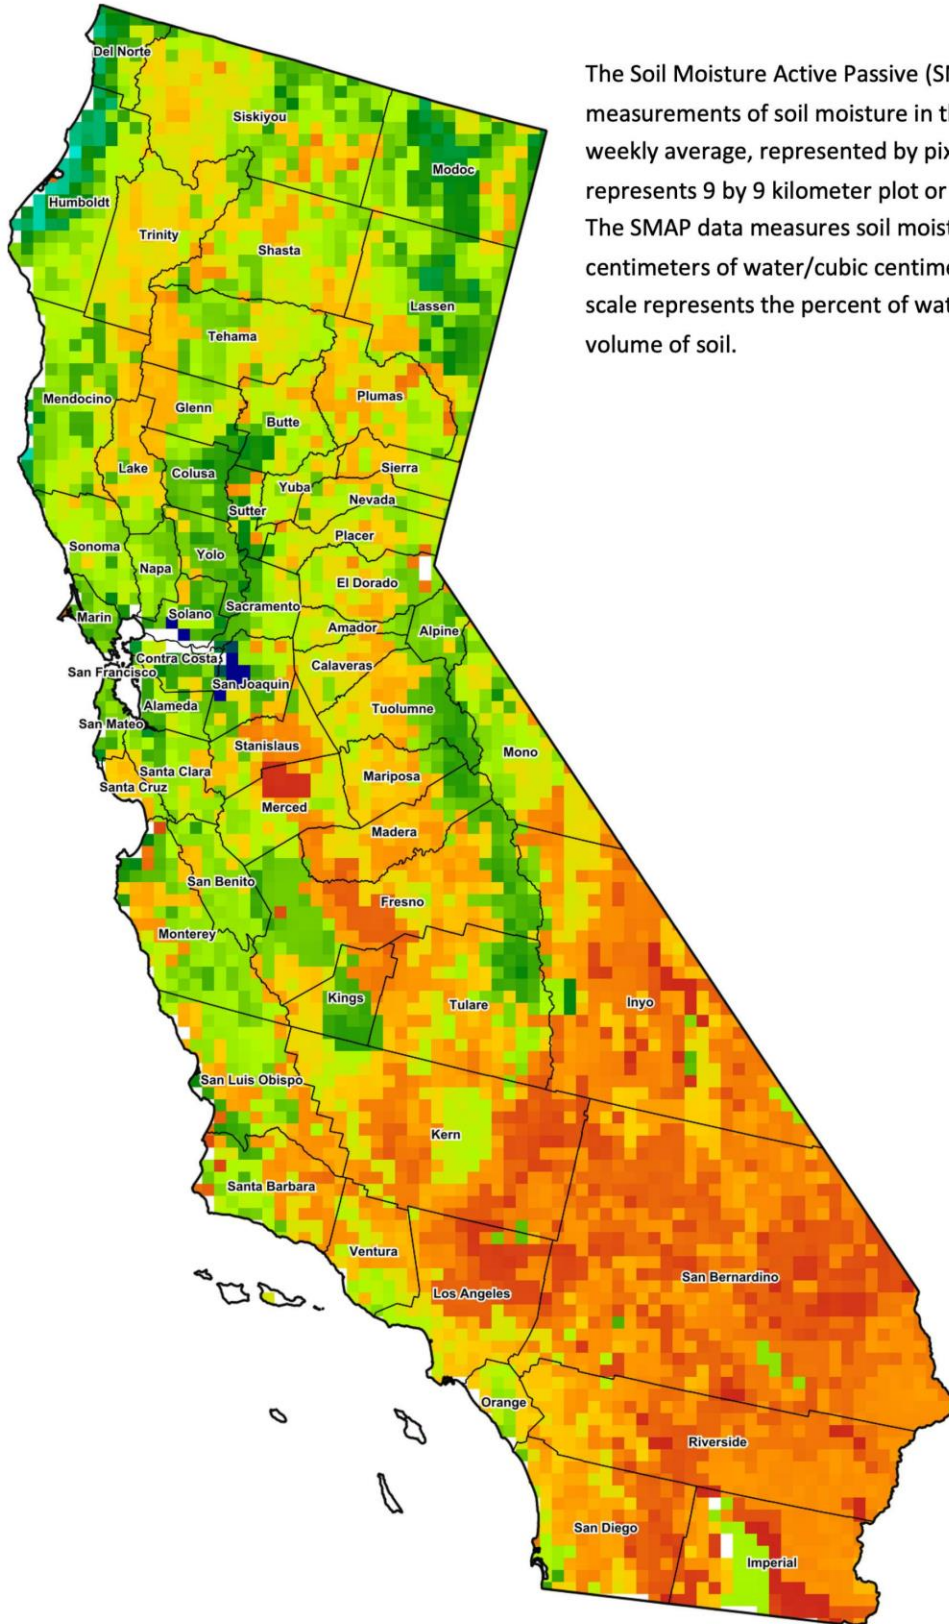 The Soil Moisture Active Passive (SM
measurements of soil moisture in th
weekly average, represented by pix
represents 9 by 9 kilometer plot or
The SMAP data measures soil moist
centimeters of water/cubic centime
scale represents the percent of wat
volume of soil.
Del Norte
Siskiyou
Modoc
Humboldt
Trinity
Shasta
Lassen
Tehama
Plumas
Mendocino
Glenn
Butte
Lake
Colusa
Sierra
Yuba
Nevada
Sutter
Placer
Sonoma
Napa
Yolo
El Dorado
Marin
Solano
Sacramento
Amador
Alpine
Contra Costa
Calaveras
San Francisco
San Joaquin
Alameda
Tuolumne
San Mateo
Stanislaus
Mono
Santa Clara
Mariposa
Santa Cruz
Merced
Madera
San Benito
Fresno
Monterey
Kings
Tulare
Inyo
San Luis Obispo
Kern
Santa Barbara
Ventura
San Bernardino
Los Angeles
Orange
Riverside
San Diego
Imperial